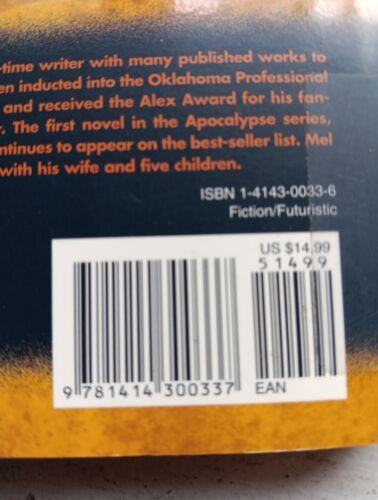 -time writer with many published works to
en inducted into the Oklahoma Professional
and received the Alex Award for his fan-
. The first novel in the Apocalypse series,
ntinues to appear on the best-seller list. Mel
with his wife and five children.
ISBN 1-4143-0033-6
Fiction/Futuristic
US $14.99
51499
9 781414 300337
EAN